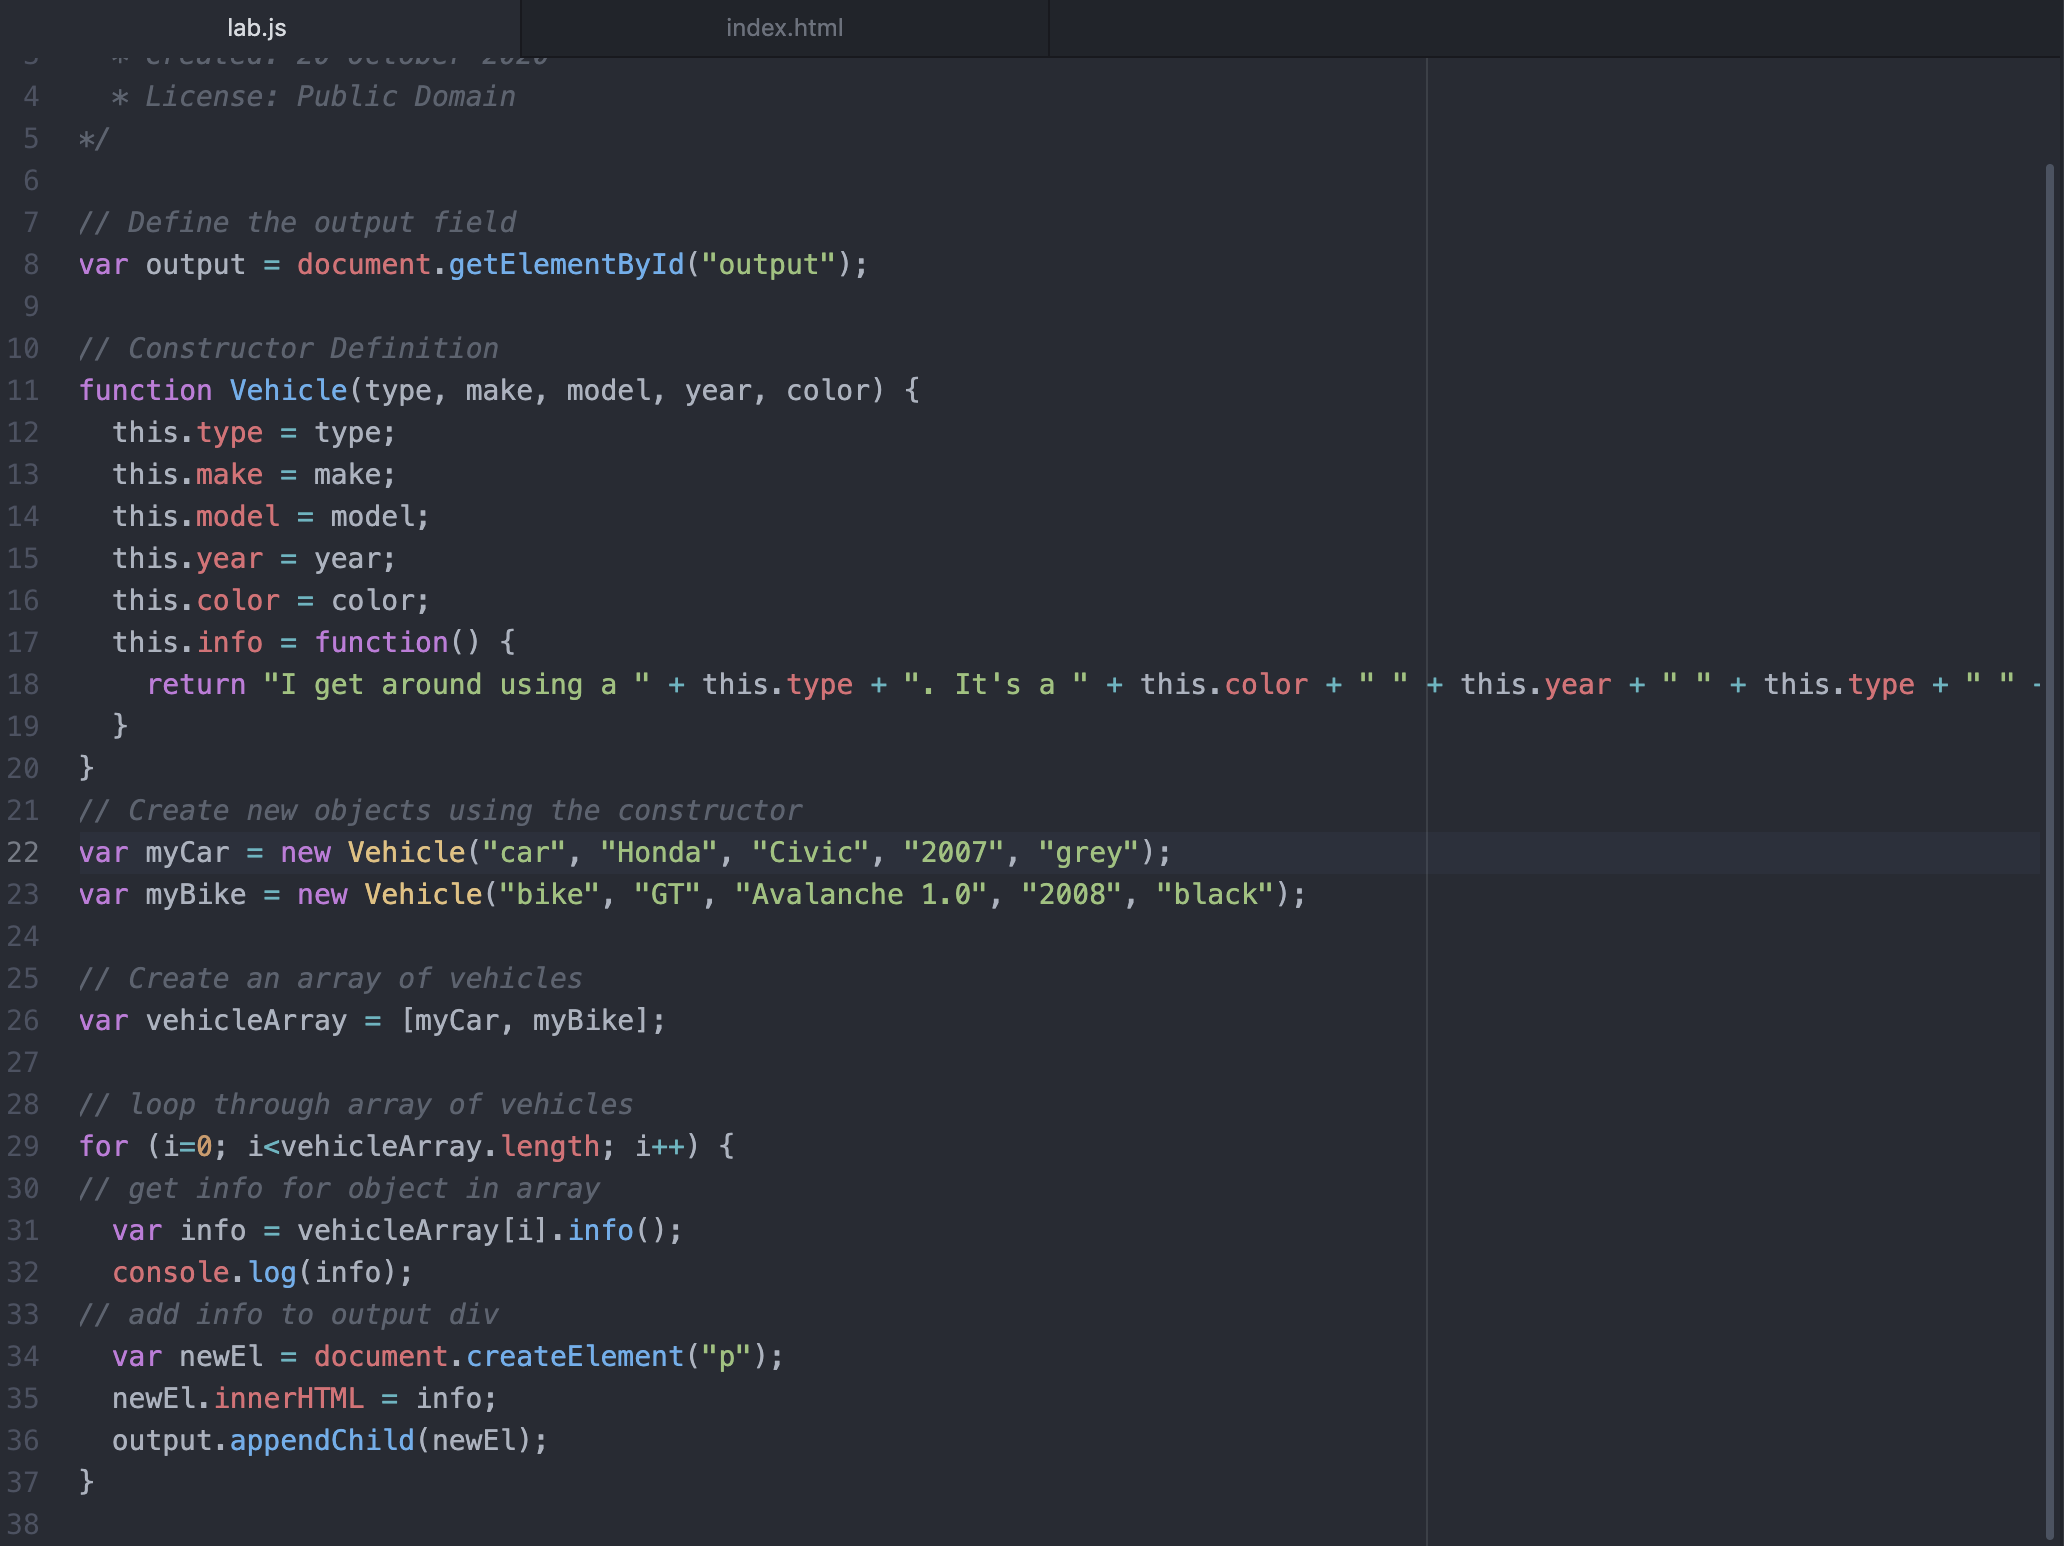 lab.js
index.html
3 * Created: 20 October 2020
4 * License: Public Domain
5 */
6
7 // Define the output field
8 var output = document.getElementById("output");
9
10 // Constructor Definition
11 function Vehicle(type, make, model, year, color) {
12 this.type = type;
13 this.make = make;
14 this.model = model;
15 this.year = year;
16 this.color = color;
17 this.info = function() {
18 return "I get around using a " + this.type + ". It's a " + this.color + " " + this.year + " " + this.type + " "
19 }
20 }
21 // Create new objects using the constructor
22 var myCar = new Vehicle("car", "Honda", "Civic", "2007", "grey");
23 var myBike = new Vehicle("bike", "GT", "Avalanche 1.0", "2008", "black");
24
25 // Create an array of vehicles
26 var vehicleArray = [myCar, myBike];
27
28 // loop through array of vehicles
29 for (i=0; i<vehicleArray.length; i++) {
30 // get info for object in array
31 var info = vehicleArray[i].info();
32 console.log(info);
33 // add info to output div
34 var newEl = document.createElement("p");
35 newEl.innerHTML = info;
36 output.appendChild(newEl);
37 }
38